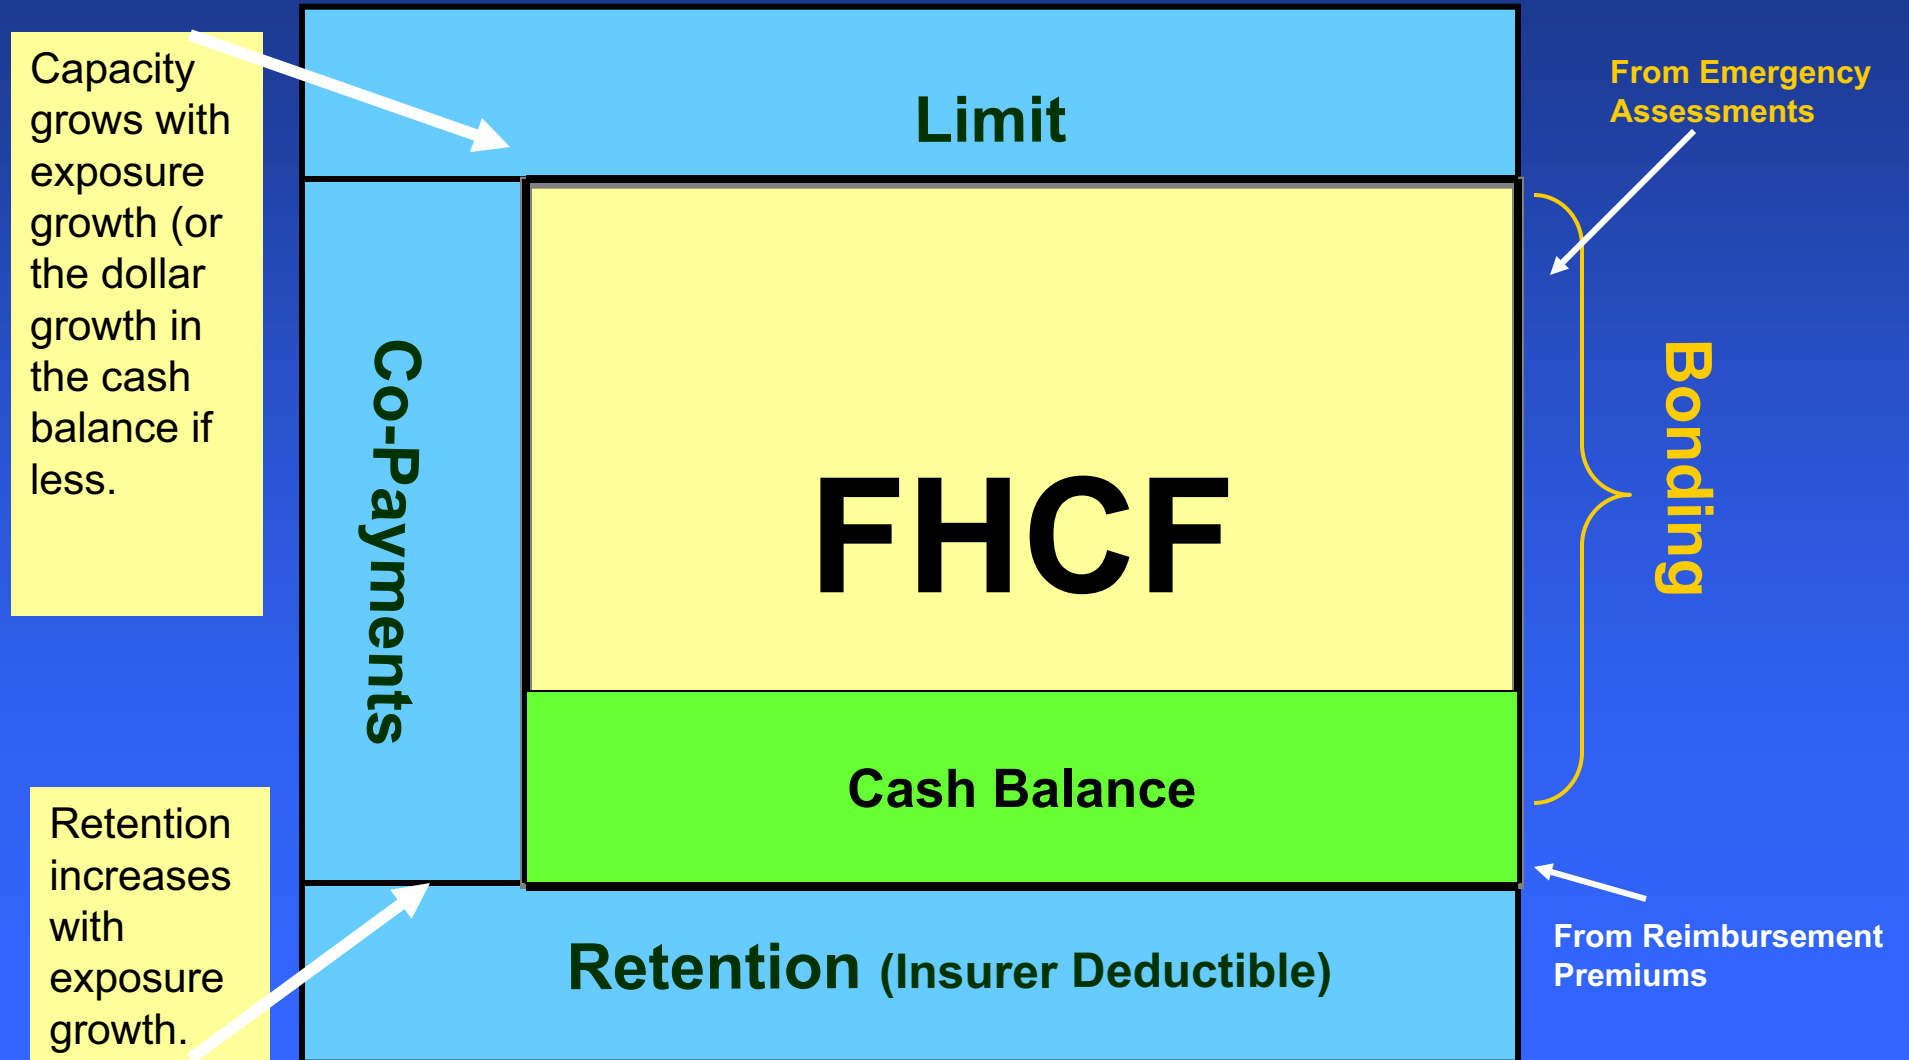 Capacity
grows with
exposure
growth (or
the dollar
growth in
the cash
balance if
less.
Limit
From Emergency
Assessments
Co-Payments
FHCF
Bonding
Cash Balance
Retention
increases
with
exposure
growth.
Retention (Insurer Deductible)
From Reimbursement
Premiums